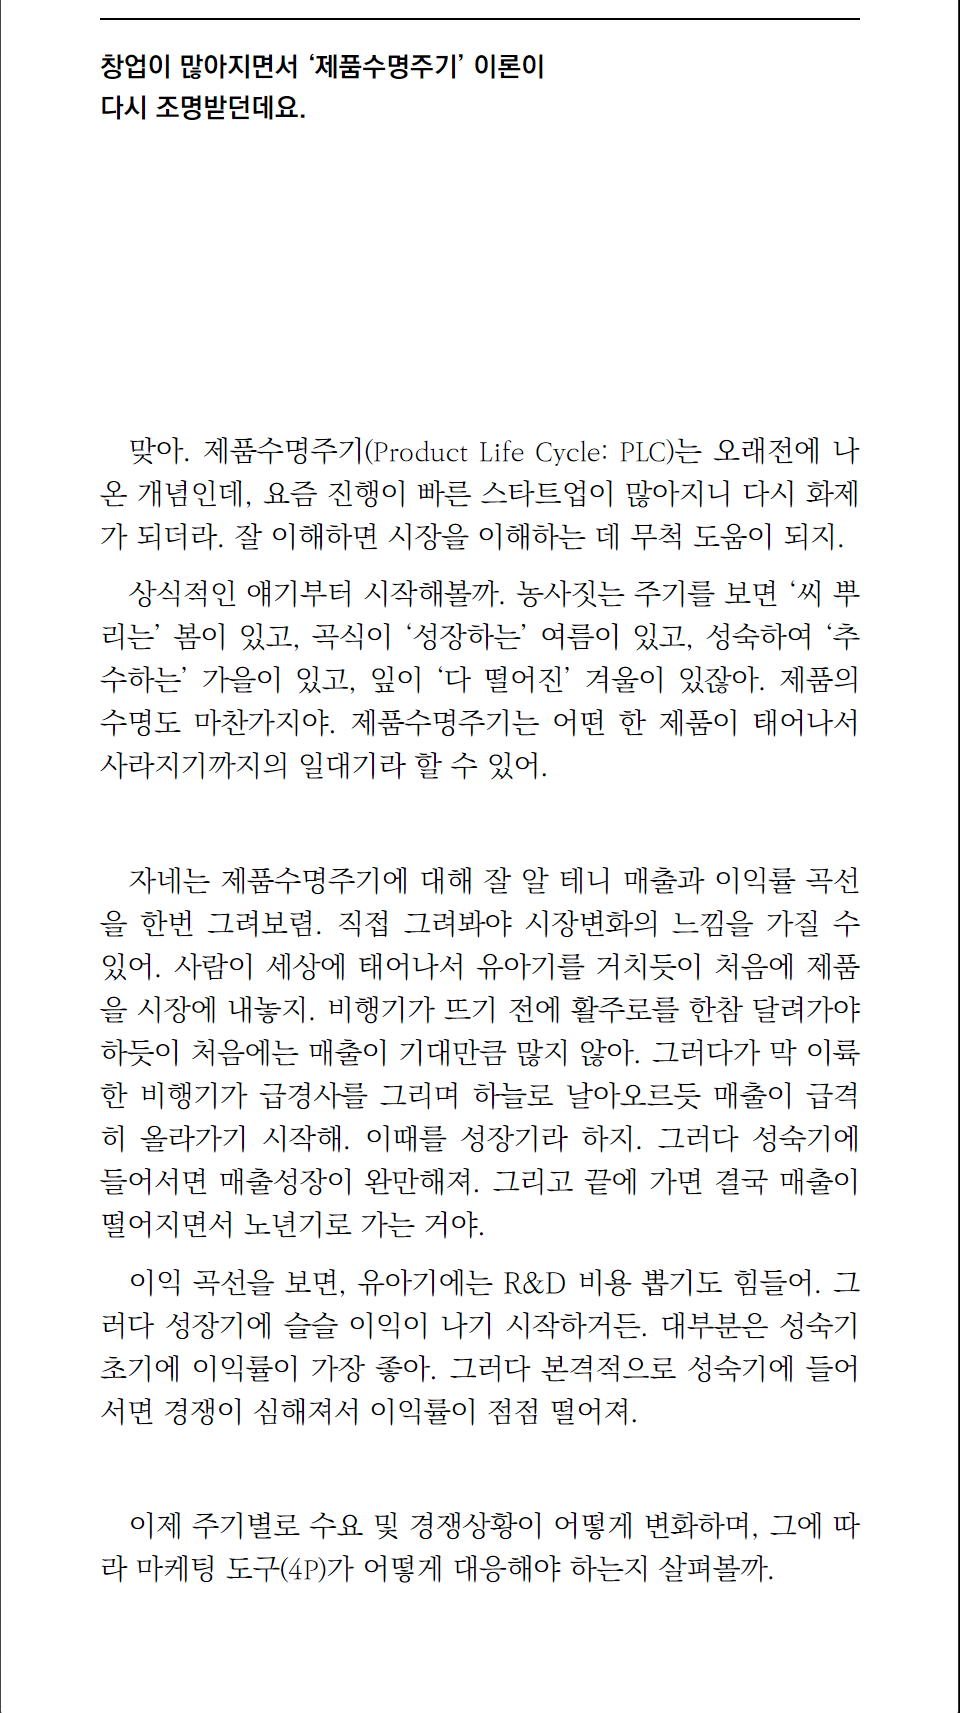 창업이 많아지면서 ‘제품수명주기’ 이론이
다시 조명받던데요.
맞아. 제품수명주기(Product Life Cycle: PLC)는 오래전에 나
온 개념인데, 요즘 진행이 빠른 스타트업이 많아지니 다시 화제
가 되더라. 잘 이해하면 시장을 이해하는 데 무척 도움이 되지.
상식적인 얘기부터 시작해볼까. 농사짓는 주기를 보면 ‘씨 뿌
리는’ 봄이 있고, 곡식이 ‘성장하는’ 여름이 있고, 성숙하여 ‘추
수하는’ 가을이 있고, 잎이 ‘다 떨어진’ 겨울이 있잖아. 제품의
수명도 마찬가지야. 제품수명주기는 어떤 한 제품이 태어나서
사라지기까지의 일대기라 할 수 있어.
자네는 제품수명주기에 대해 잘 알 테니 매출과 이익률 곡선
을 한번 그려보렴. 직접 그려봐야 시장변화의 느낌을 가질 수
있어. 사람이 세상에 태어나서 유아기를 거치듯이 처음에 제품
을 시장에 내놓지. 비행기가 뜨기 전에 활주로를 한참 달려가야
하듯이 처음에는 매출이 기대만큼 많지 않아. 그러다가 막 이륙
한 비행기가 급경사를 그리며 하늘로 날아오르듯 매출이 급격
히 올라가기 시작해. 이때를 성장기라 하지. 그러다 성숙기에
들어서면 매출성장이 완만해져. 그리고 끝에 가면 결국 매출이
떨어지면서 노년기로 가는 거야.
이익 곡선을 보면, 유아기에는 R&D 비용 뽑기도 힘들어. 그
러다 성장기에 슬슬 이익이 나기 시작하거든. 대부분은 성숙기
초기에 이익률이 가장 좋아. 그러다 본격적으로 성숙기에 들어
서면 경쟁이 심해져서 이익률이 점점 떨어져.
이제 주기별로 수요 및 경쟁상황이 어떻게 변화하며, 그에 따
라 마케팅 도구(4P)가 어떻게 대응해야 하는지 살펴볼까.